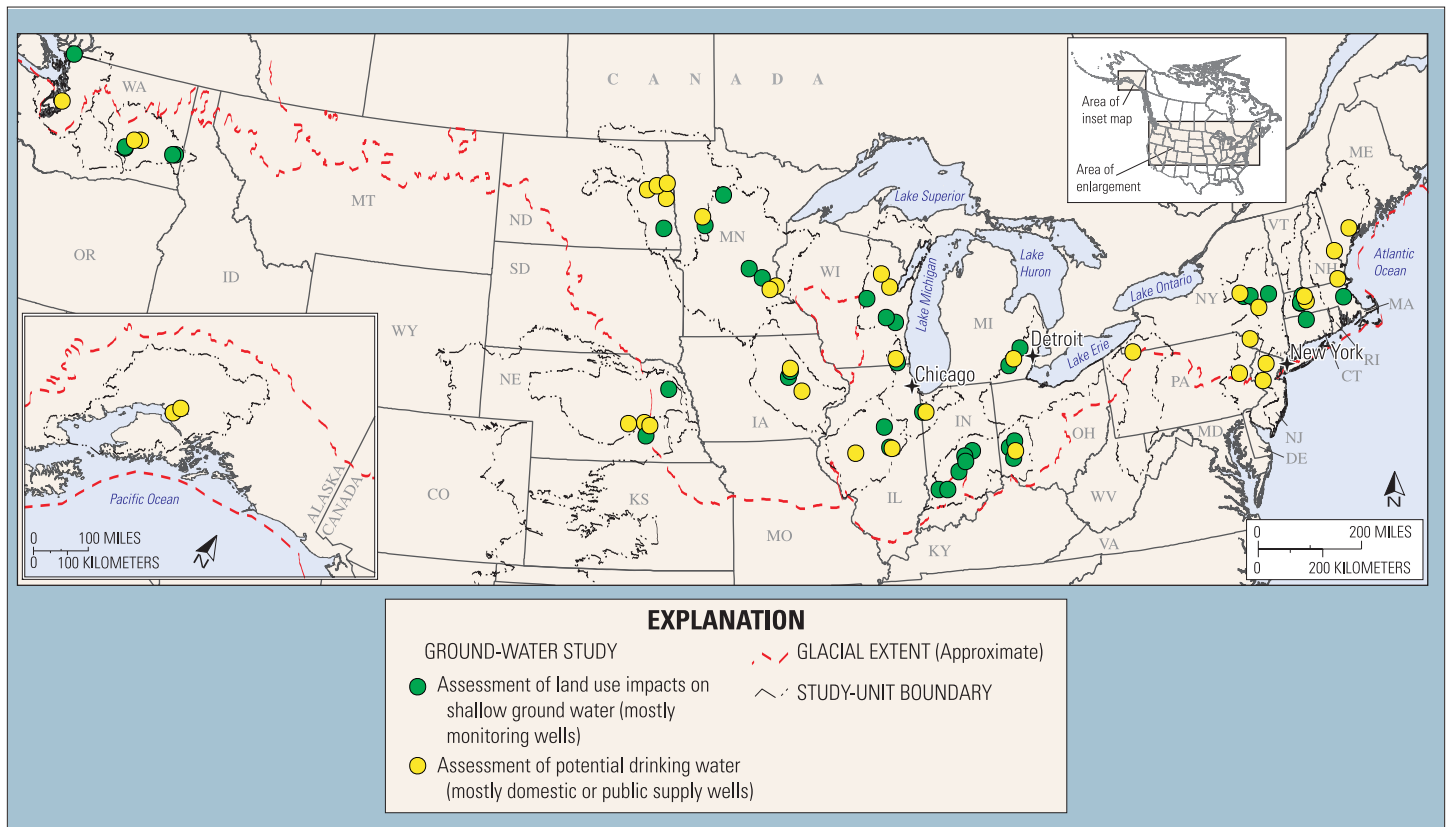 C A N A D A
WA
OR
ID
MT
WY
ND
SD
NE
CO
KS
MN
IA
MO
WI
IL
MI
IN
OH
KY
WV
VA
PA
NY
VT
NH
ME
MA
RI
CT
NJ
DE
MD
Lake Superior
Lake Michigan
Lake
Huron
Lake Ontario
Lake Erie
Atlantic
Ocean
Detroit
Chicago
New York
Area of
inset map
Area of
enlargement
Pacific Ocean
ALASKA
CANADA
0 100 MILES
0 100 KILOMETERS
N
N
0 200 MILES
0 200 KILOMETERS
EXPLANATION
GROUND-WATER STUDY
Assessment of land use impacts on
shallow ground water (mostly
monitoring wells)
Assessment of potential drinking water
(mostly domestic or public supply wells)
GLACIAL EXTENT (Approximate)
STUDY-UNIT BOUNDARY